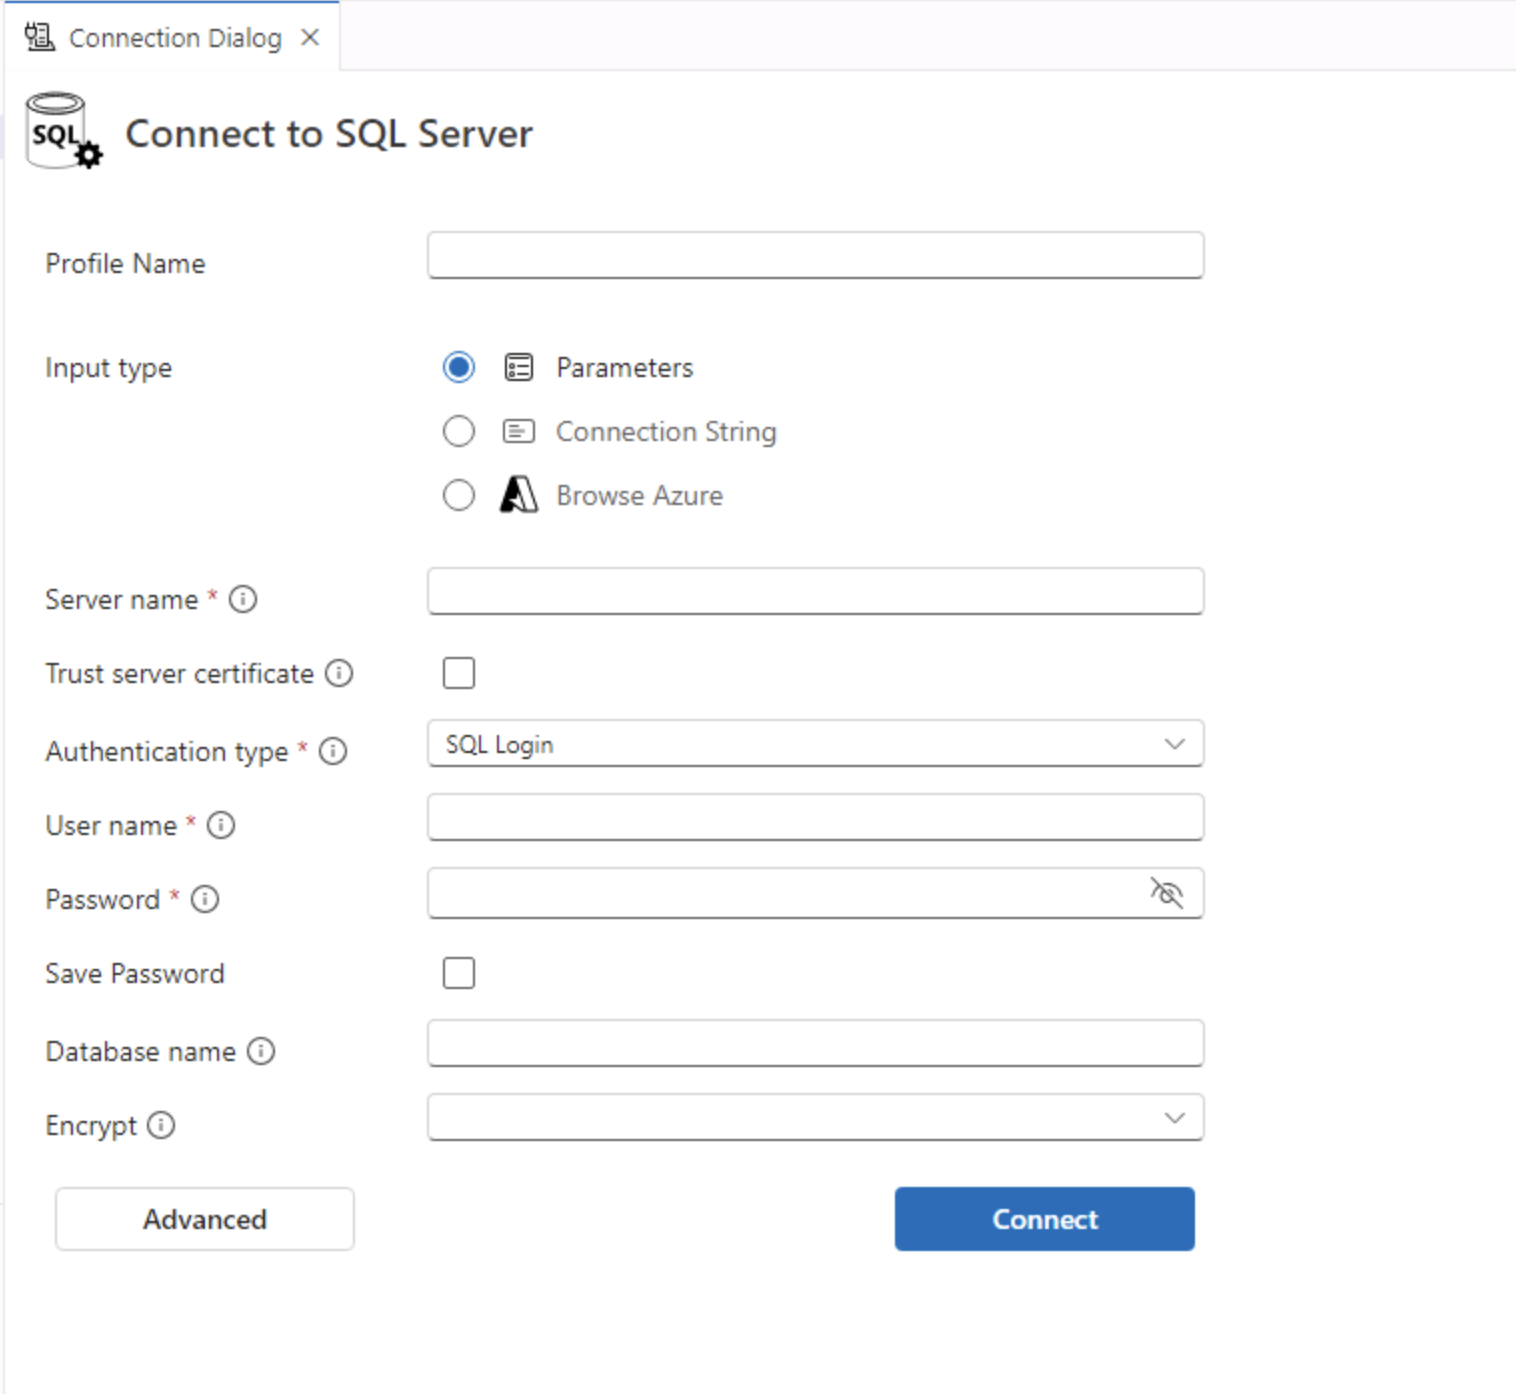 Connection Dialog
SQL
Connect to SQL Server
Profile Name
Input type
Parameters
Connection String
Browse Azure
Server name *
Trust server certificate
Authentication type *
SQL Login
User name *
Password *
Save Password
Database name
Encrypt
Advanced
Connect